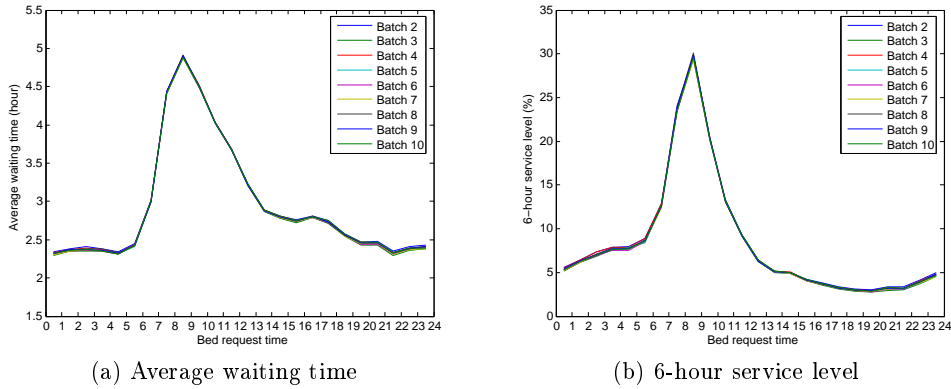 5.5
5
4.5
4
3.5
3
2.5
2
1.5
Average waiting time (hour)
0 1 2 3 4 5 6 7 8 9 10 11 12 13 14 15 16 17 18 19 20 21 22 23 24
Bed request time
Batch 2
Batch 3
Batch 4
Batch 5
Batch 6
Batch 7
Batch 8
Batch 9
Batch 10
(a) Average waiting time
35
30
25
20
15
10
5
0
6−hour service level (%)
0 1 2 3 4 5 6 7 8 9 10 11 12 13 14 15 16 17 18 19 20 21 22 23 24
Bed request time
Batch 2
Batch 3
Batch 4
Batch 5
Batch 6
Batch 7
Batch 8
Batch 9
Batch 10
(b) 6-hour service level